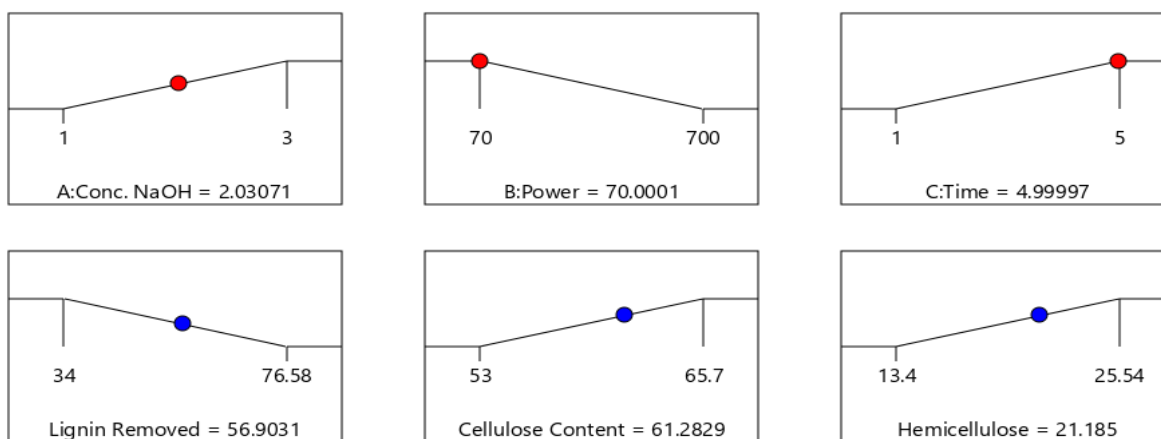 1 3
A:Conc. NaOH = 2.03071
70 700
B:Power = 70.0001
1 5
C:Time = 4.99997
34 76.58
Lignin Removed = 56.9031
53 65.7
Cellulose Content = 61.2829
13.4 25.54
Hemicellulose = 21.185